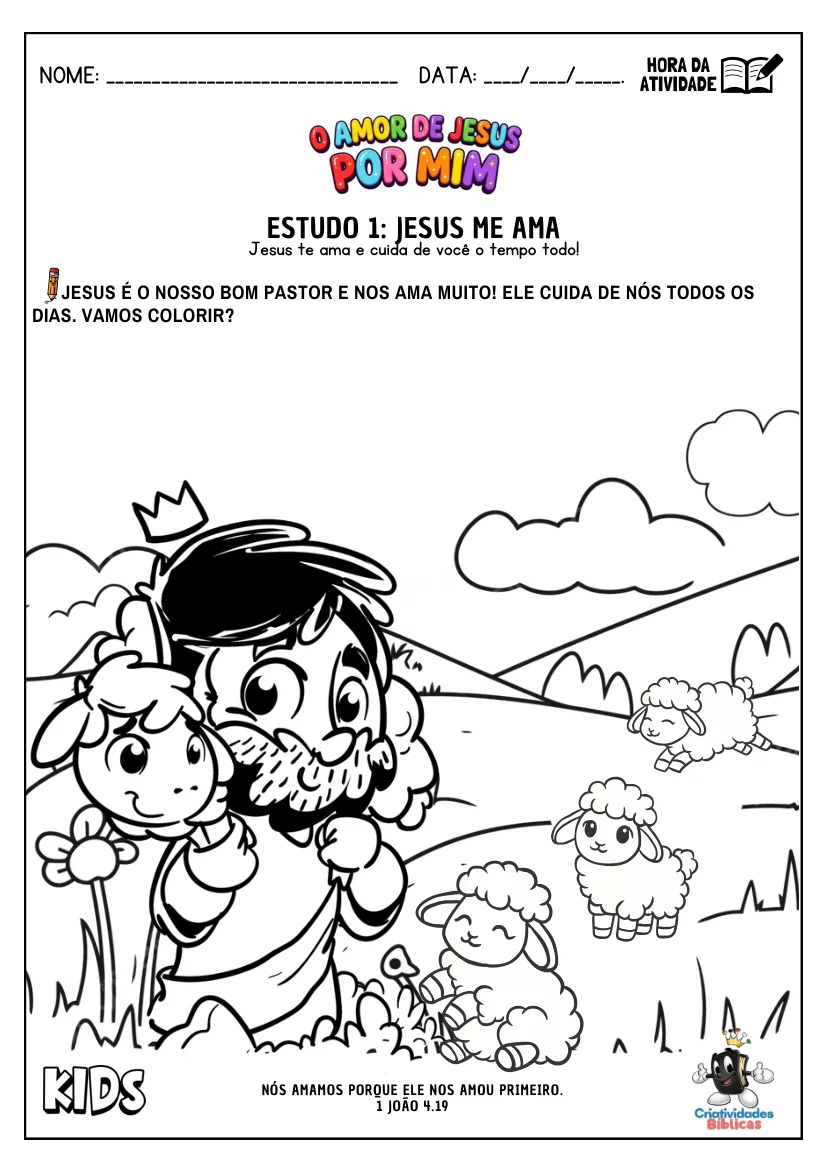 NOME: ________________________________ DATA: ____/____/_____.
HORA DA
ATIVIDADE
O AMOR DE JESUS
POR MIM
ESTUDO 1: JESUS ME AMA
Jesus te ama e cuida de você o tempo todo!
JESUS É O NOSSO BOM PASTOR E NOS AMA MUITO! ELE CUIDA DE NÓS TODOS OS
DIAS. VAMOS COLORIR?
KIDS
NÓS AMAMOS PORQUE ELE NOS AMOU PRIMEIRO.
1 JOÃO 4.19
Criatividades
Bíblicas